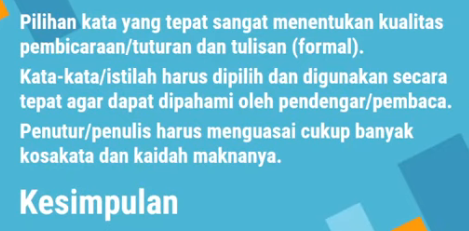 Pilihan kata yang tepat sangat menentukan kualitas
pembicaraan/tuturan dan tulisan (formal).
Kata-kata/istilah harus dipilih dan digunakan secara
tepat agar dapat dipahami oleh pendengar/pembaca.
Penutur/penulis harus menguasai cukup banyak
kosakata dan kaidah maknanya.
Kesimpulan